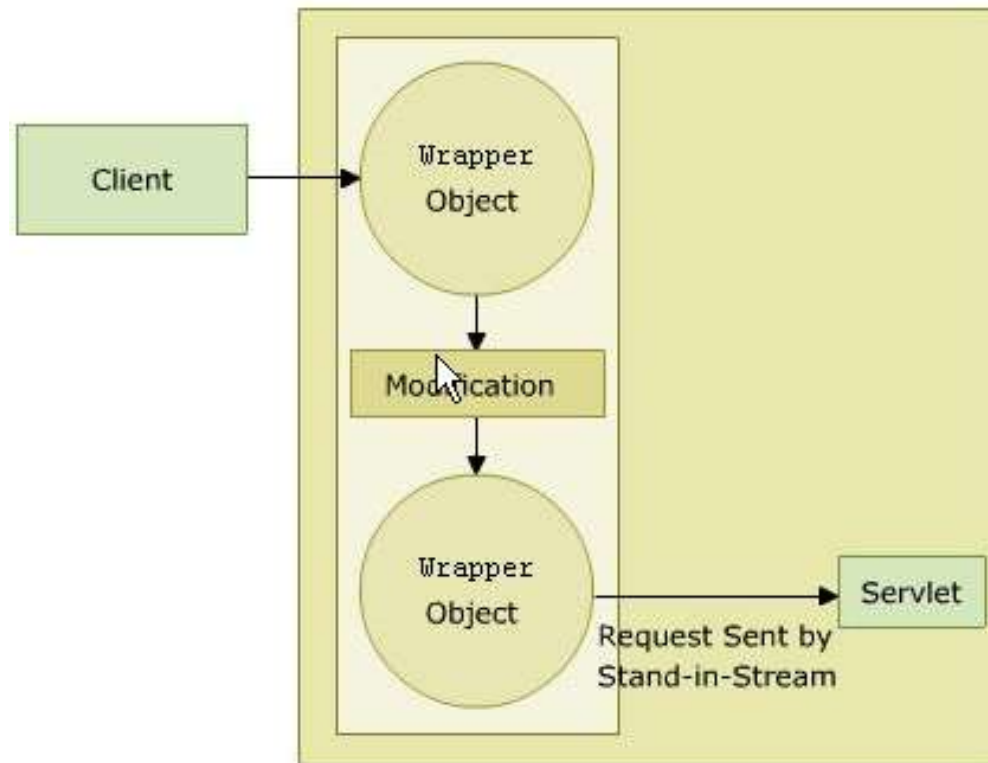 Client
Wrapper
Object
Modification
Wrapper
Object
Request Sent by
Stand-in-Stream
Servlet